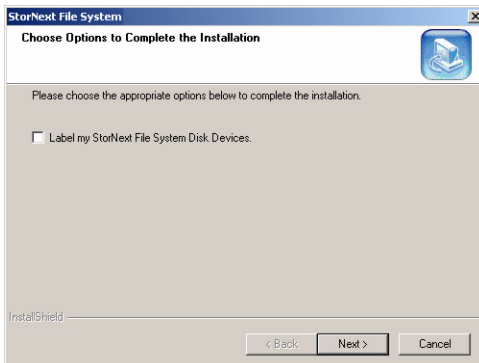 StorNext File System
Choose Options to Complete the Installation
Please choose the appropriate options below to complete the installation.
Label my StorNext File System Disk Devices.
InstallShield
< Back Next > Cancel